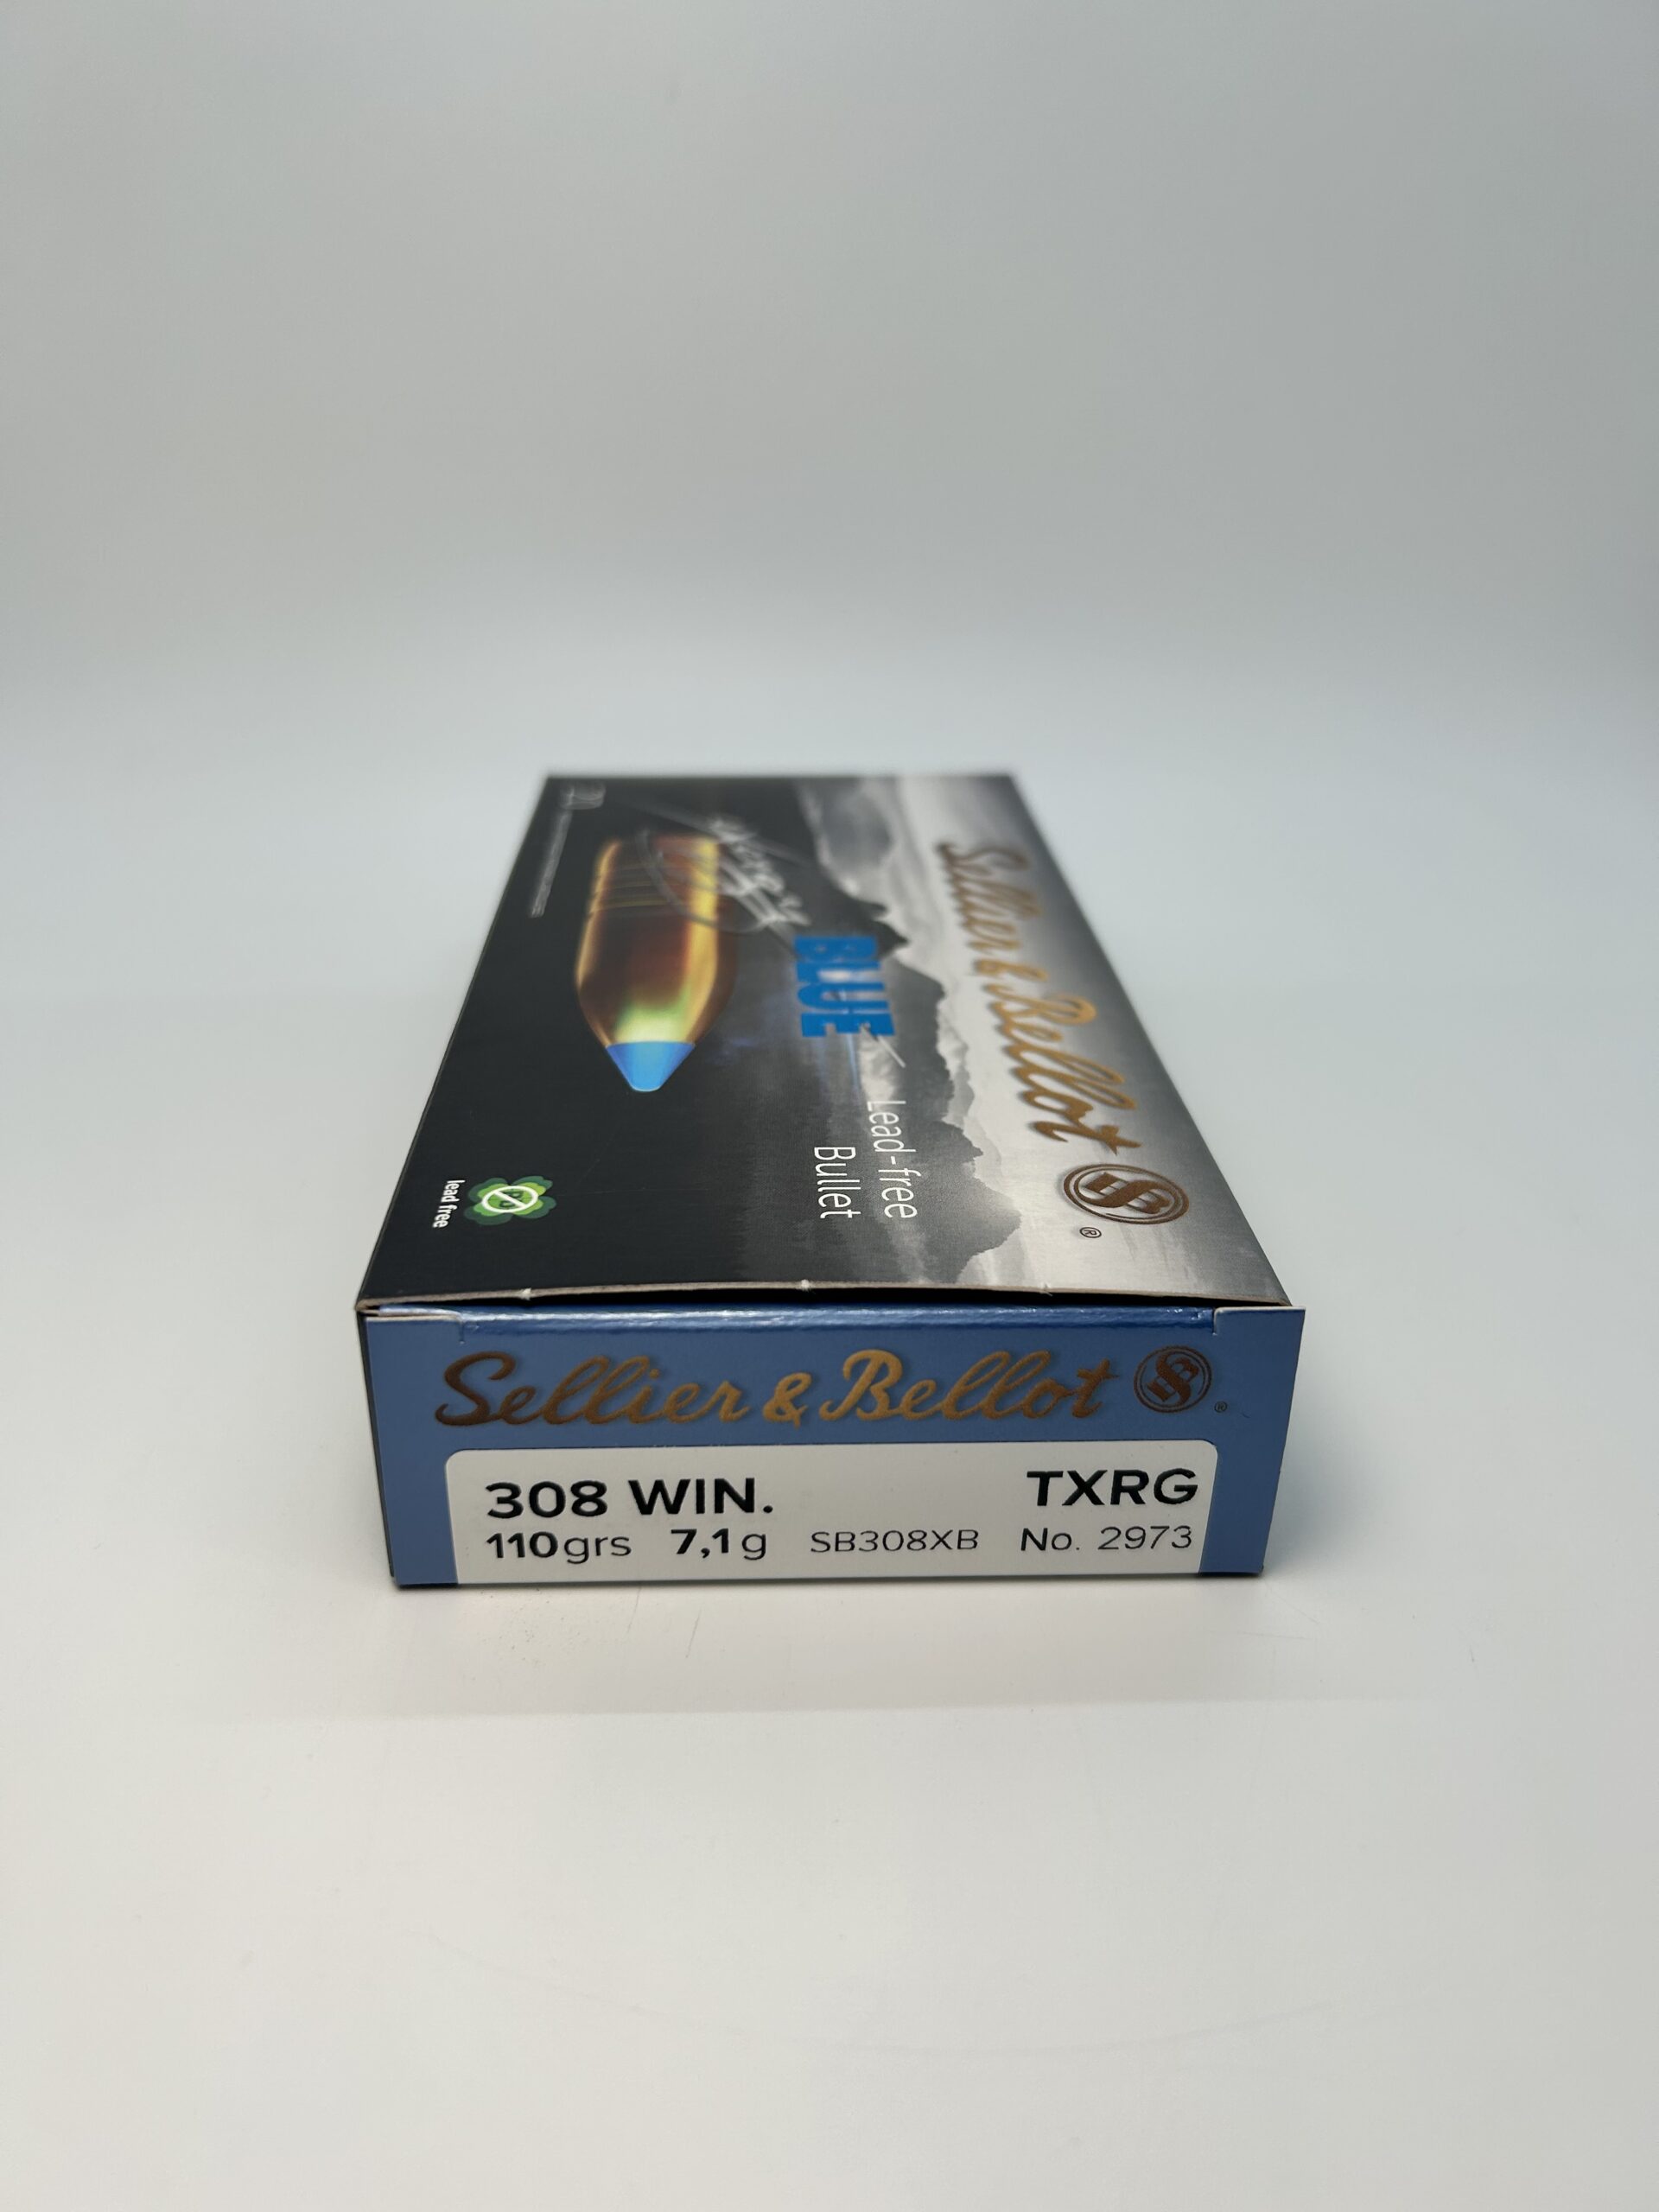 Sellier & Bellot ®
BLUE
Lead-free
Bullet
lead free
Sellier & Bellot ®
308 WIN. TXRG
110grs 7,1g SB308XB No. 2973